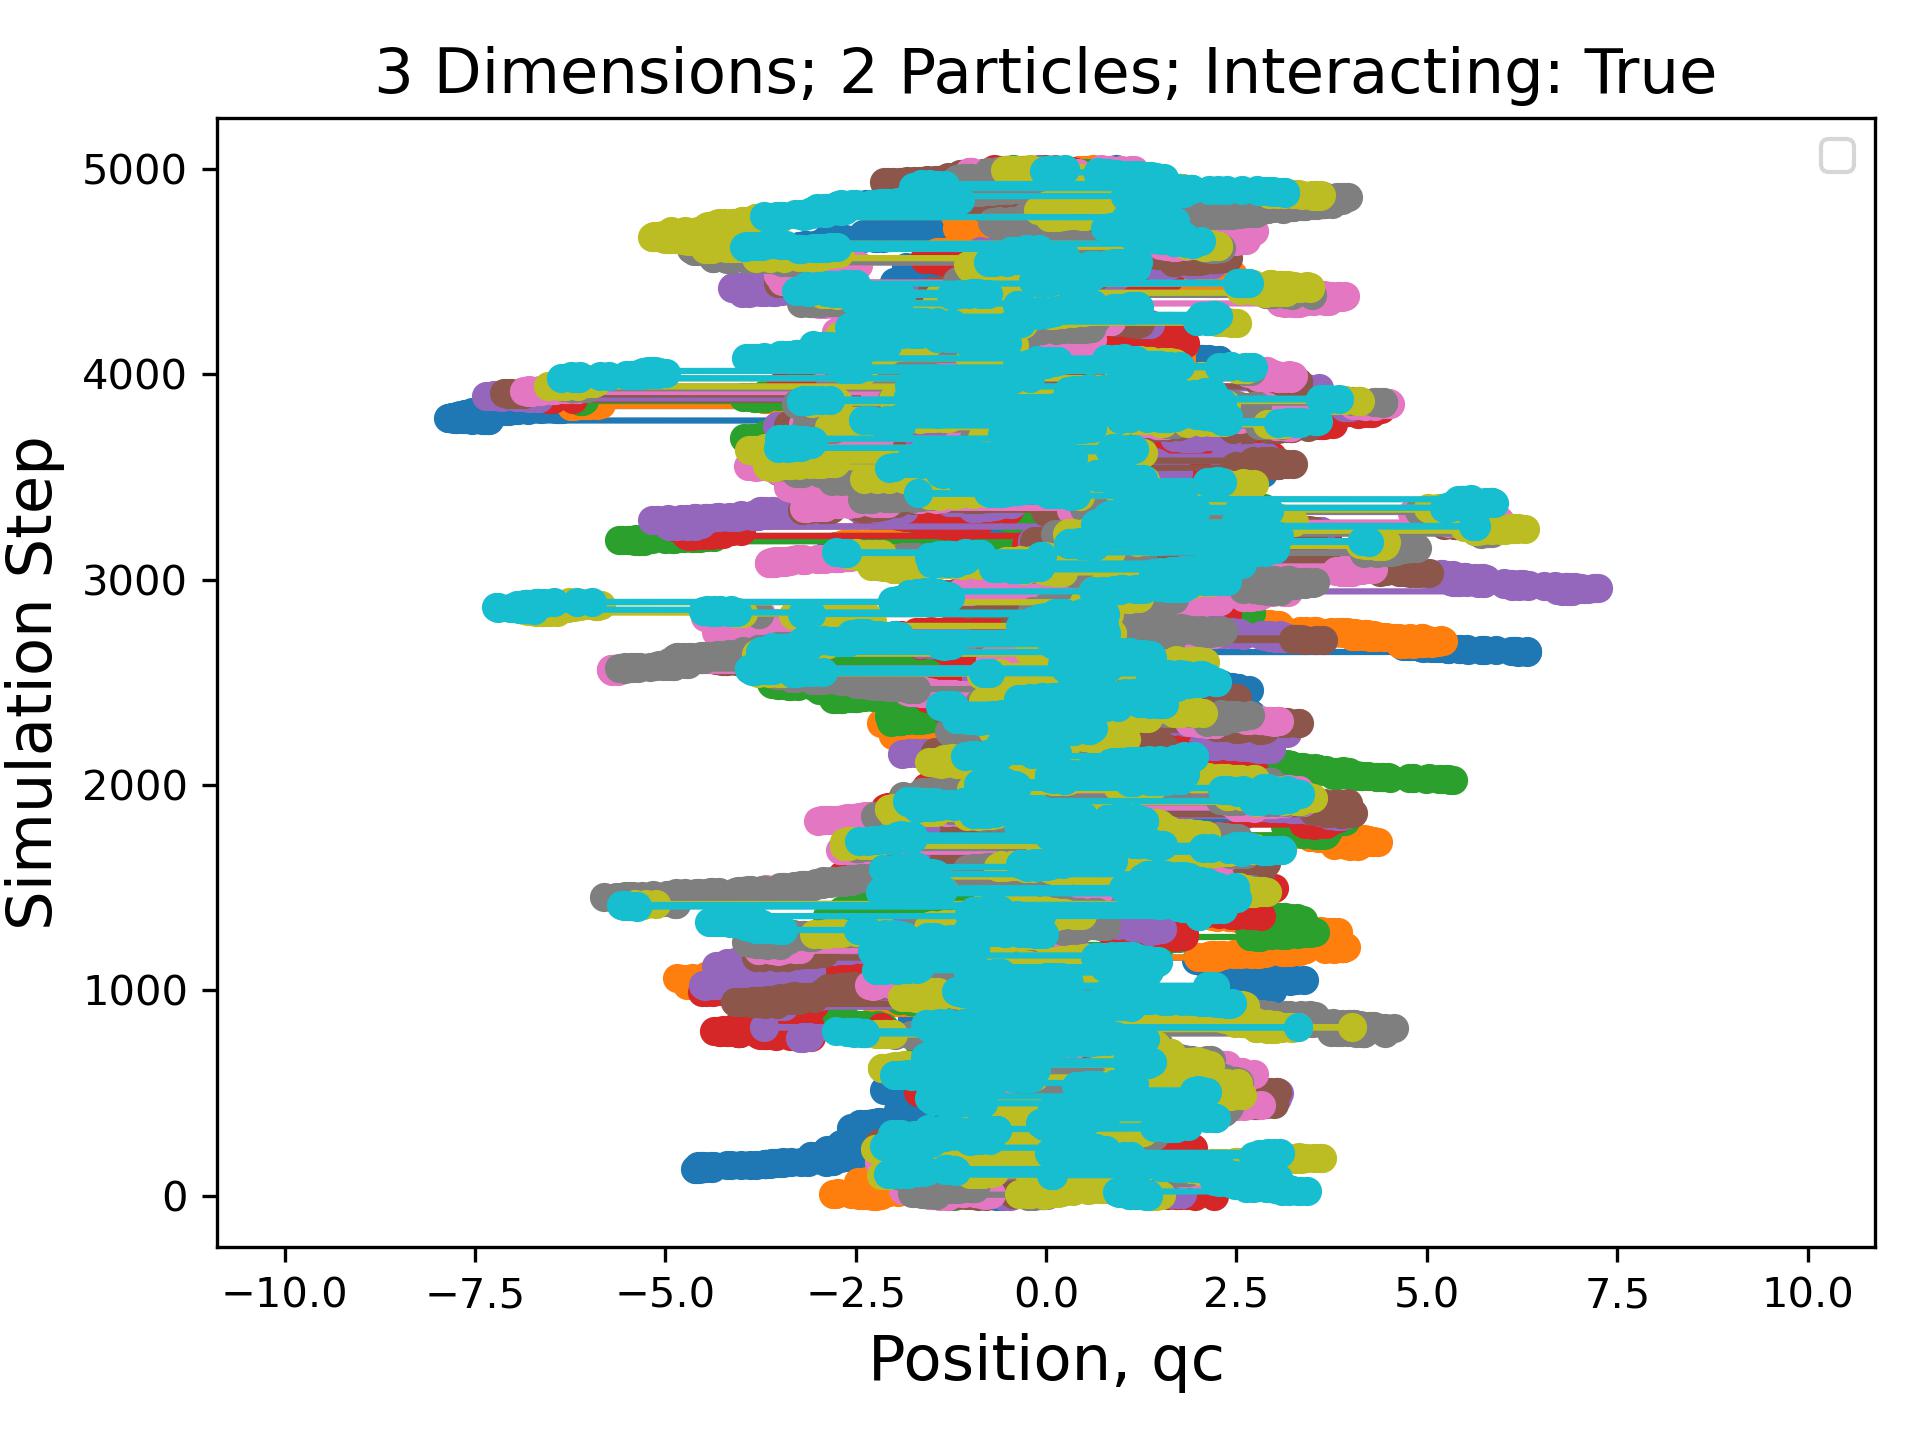 3 Dimensions; 2 Particles; Interacting: True
5000
4000
3000
2000
1000
0
Simulation Step
−10.0 −7.5 −5.0 −2.5 0.0 2.5 5.0 7.5 10.0
Position, qc